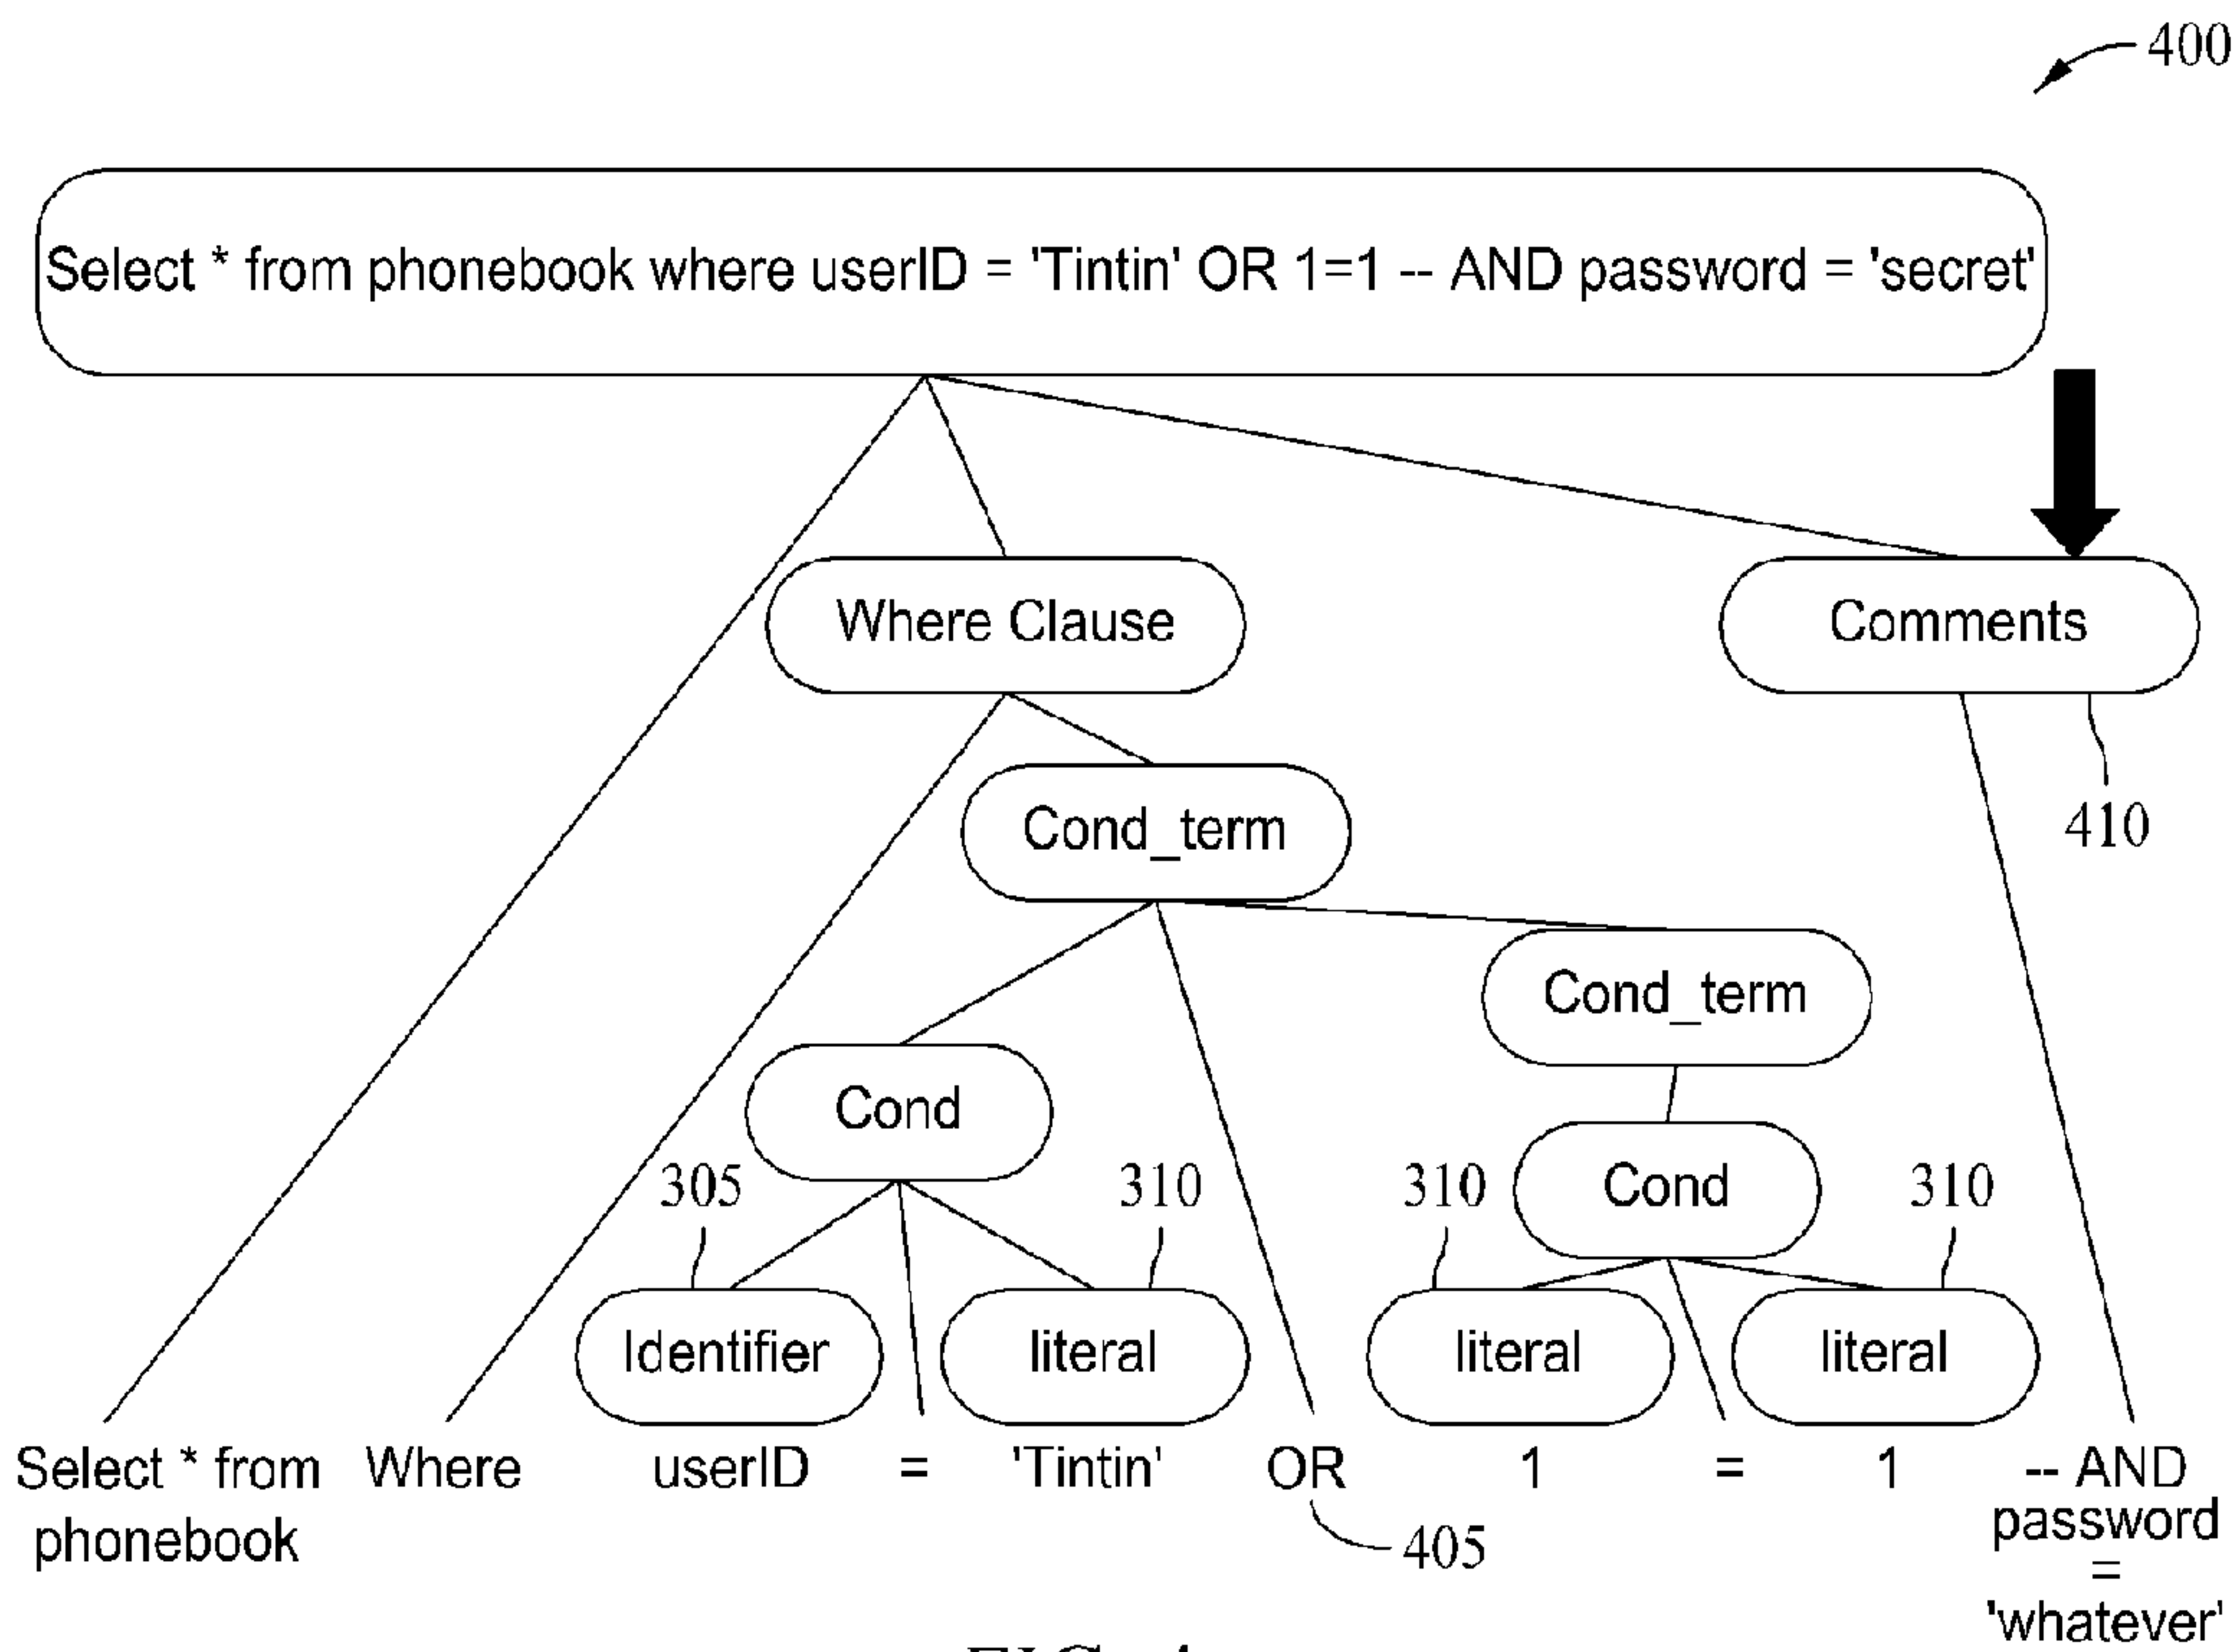 400
Select * from phonebook where userID = 'Tintin' OR 1=1 -- AND password = 'secret'
Where Clause
Comments
410
Cond_term
Cond_term
Cond
Cond
305
310
310
310
Identifier
literal
literal
literal
Select * from
phonebook
Where
userID
=
'Tintin'
OR
405
1
=
1
-- AND
password
=
'whatever'